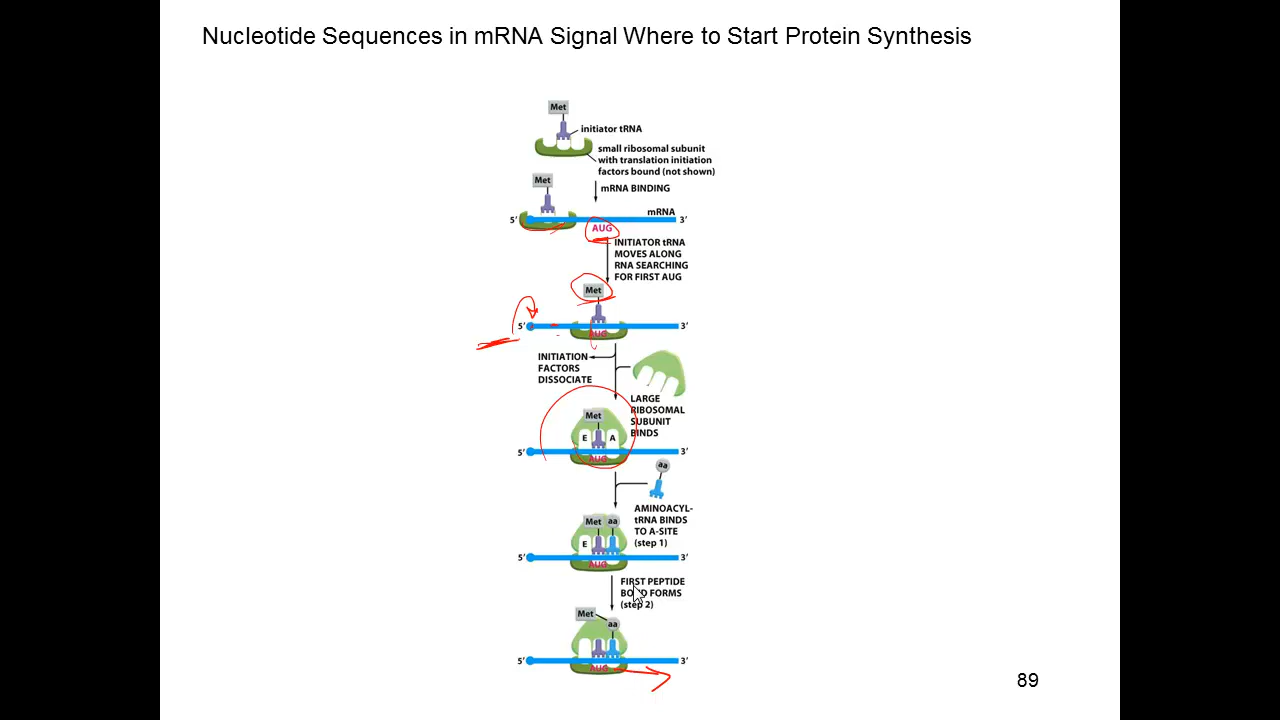 Nucleotide Sequences in mRNA Signal Where to Start Protein Synthesis
Met
initiator tRNA
small ribosomal subunit
with translation initiation
factors bound (not shown)
Met
mRNA BINDING
mRNA
5′
3′
AUG
INITIATOR tRNA
MOVES ALONG
RNA SEARCHING
FOR FIRST AUG
Met
5′
3′
AUG
INITIATION
FACTORS
DISSOCIATE
LARGE
RIBOSOMAL
SUBUNIT
BINDS
Met
E A
5′
3′
AUG
aa
AMINOACYL-
tRNA BINDS
TO A-SITE
(step 1)
Met aa
E
5′
3′
AUG
FIRST PEPTIDE
BOND FORMS
(step 2)
Met
aa
5′
3′
AUG
89